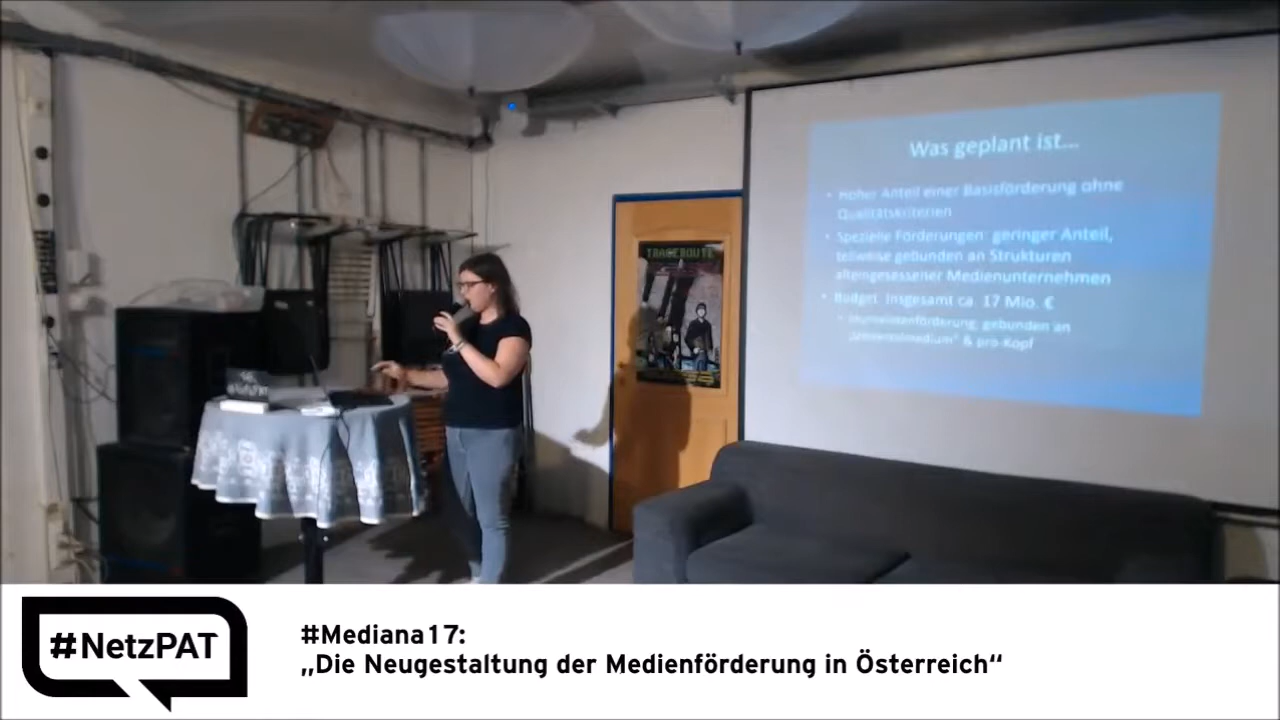 Was geplant ist...
• Hoher Anteil einer Basisförderung ohne
Qualitätskriterien
• Spezielle Förderungen: geringer Anteil,
teilweise gebunden an Strukturen
alteingesessener Medienunternehmen
• Budget: Insgesamt ca. 17 Mio. €
gebunden an
& pro-Kopf
TRACEROUTE
#NetzPAT
#Mediana17:
„Die Neugestaltung der Medienförderung in Österreich“